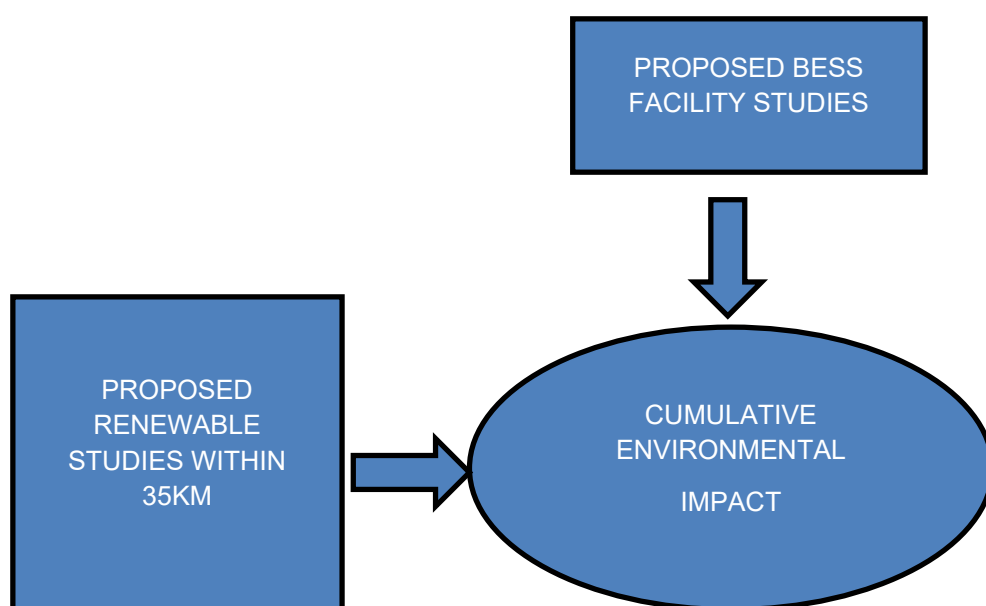 PROPOSED BESS
FACILITY STUDIES
PROPOSED
RENEWABLE
STUDIES WITHIN
35KM
CUMULATIVE
ENVIRONMENTAL
IMPACT